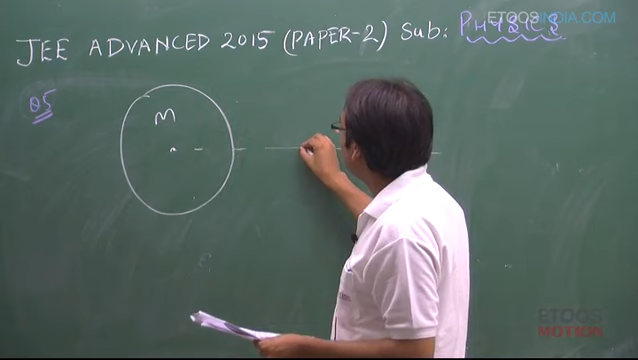 ETOOSINDIA.COM
JEE ADVANCED 2015 (PAPER-2) Sub: PHYSICS
Q5
M
ETOOS
MOTION